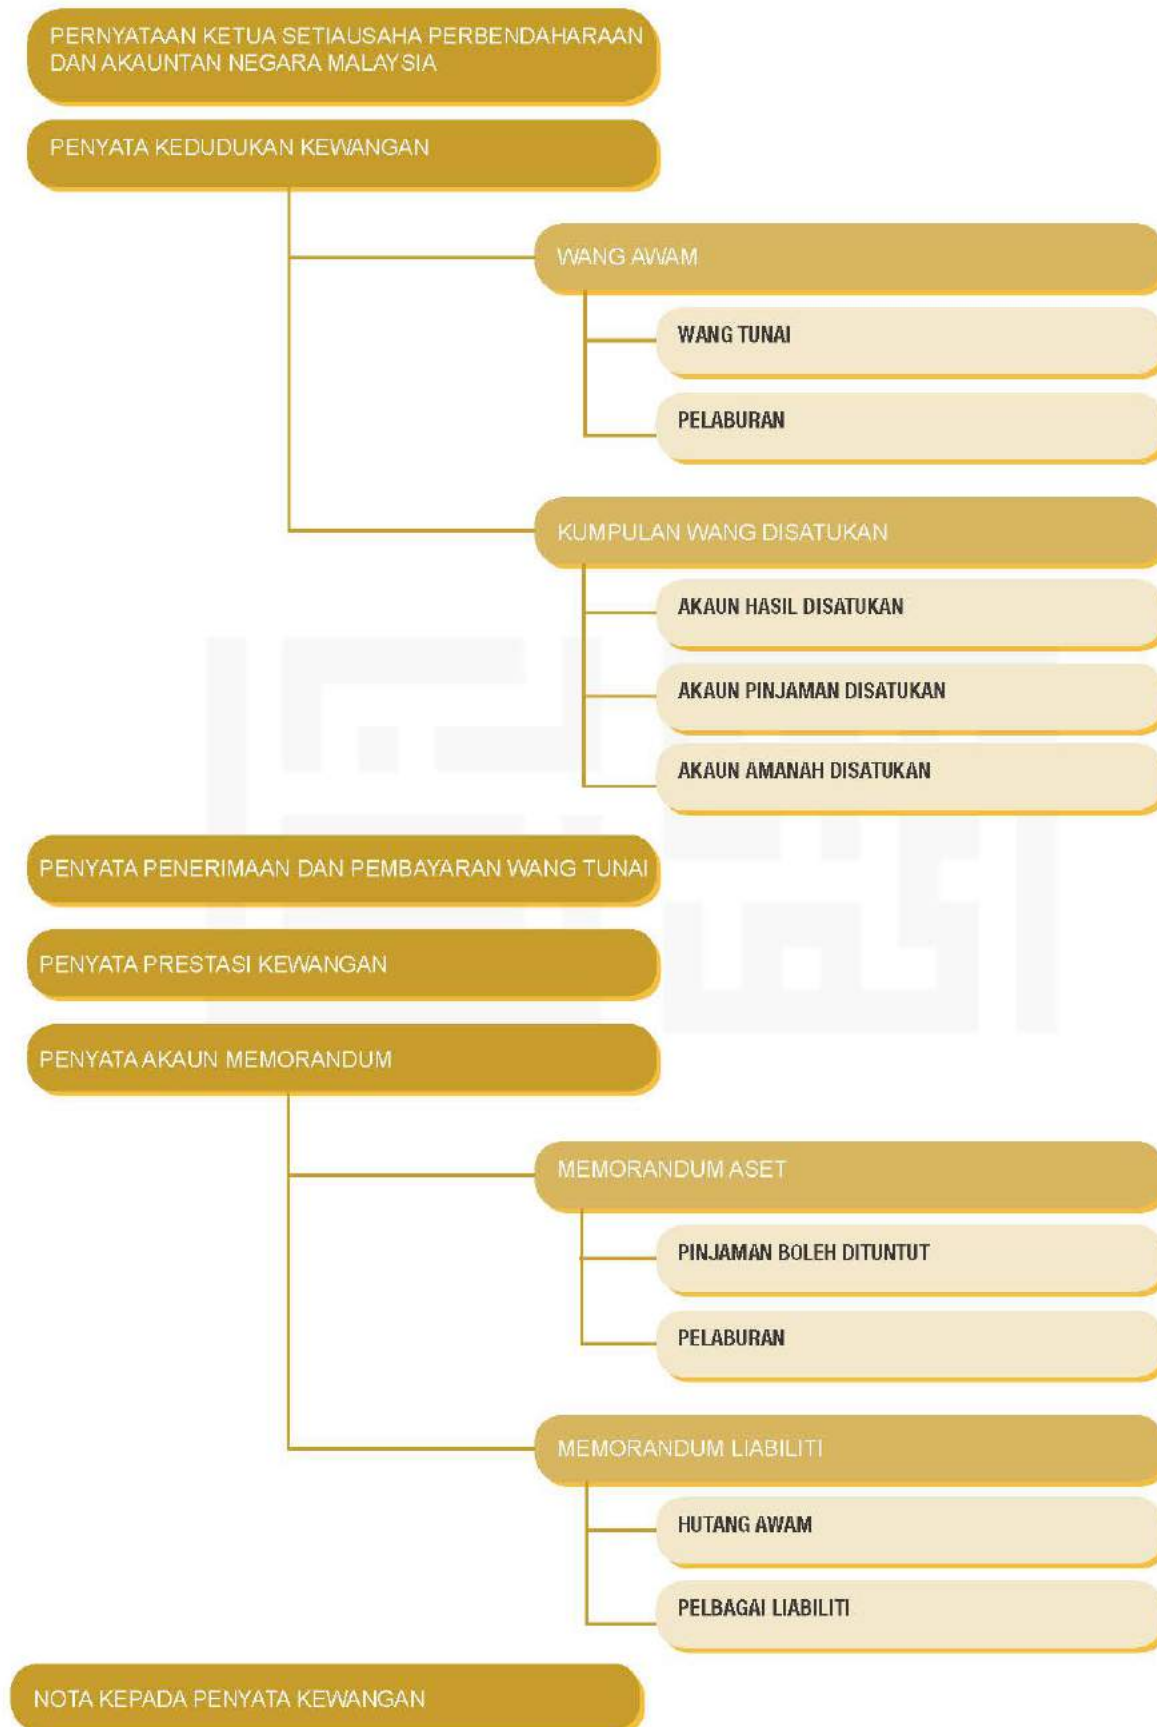 PERNYATAAN KETUA SETIAUSAHA PERBENDAHARAAN
DAN AKAUNTAN NEGARA MALAYSIA
PENYATA KEDUDUKAN KEWANGAN
WANG AWAM
WANG TUNAI
PELABURAN
KUMPULAN WANG DISATUKAN
AKAUN HASIL DISATUKAN
AKAUN PINJAMAN DISATUKAN
AKAUN AMANAH DISATUKAN
PENYATA PENERIMAAN DAN PEMBAYARAN WANG TUNAI
PENYATA PRESTASI KEWANGAN
PENYATA AKAUN MEMORANDUM
MEMORANDUM ASET
PINJAMAN BOLEH DITUNTUT
PELABURAN
MEMORANDUM LIABILITI
HUTANG AWAM
PELBAGAI LIABILITI
NOTA KEPADA PENYATA KEWANGAN